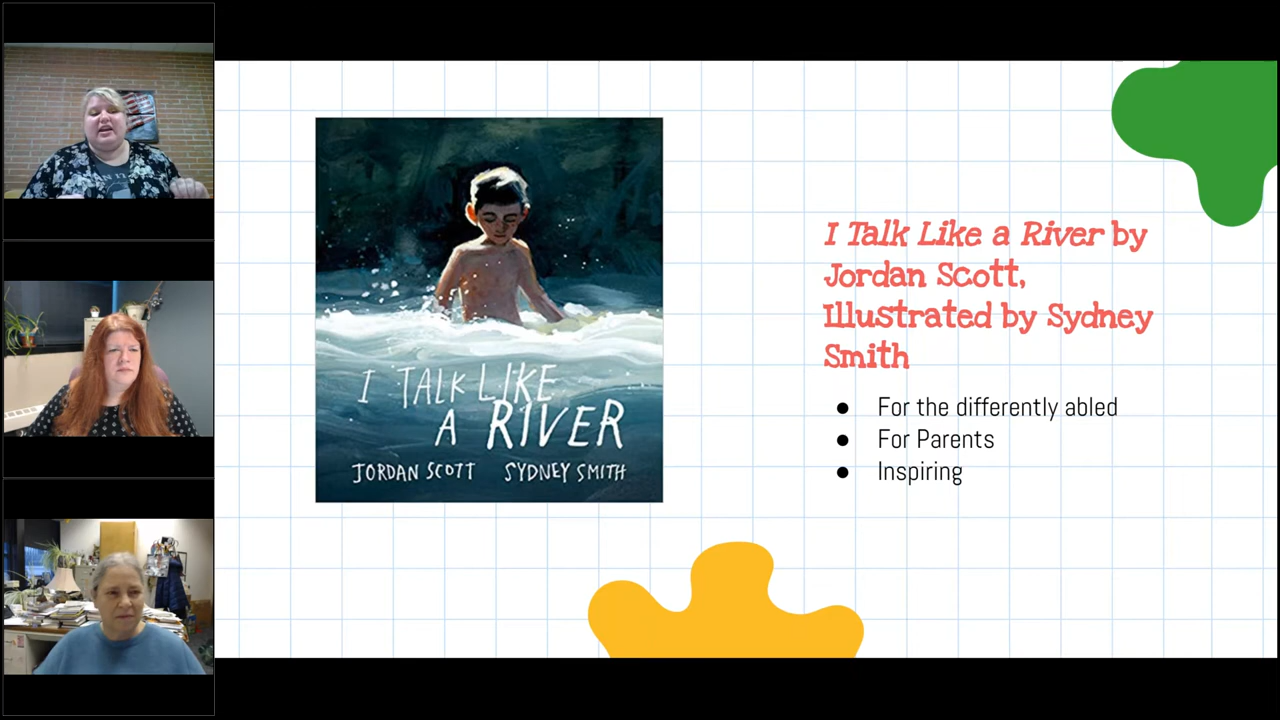 I TALK LIKE
A RIVER
JORDAN SCOTT SYDNEY SMITH
I Talk Like a River by
Jordan Scott,
Illustrated by Sydney
Smith
● For the differently abled
● For Parents
● Inspiring